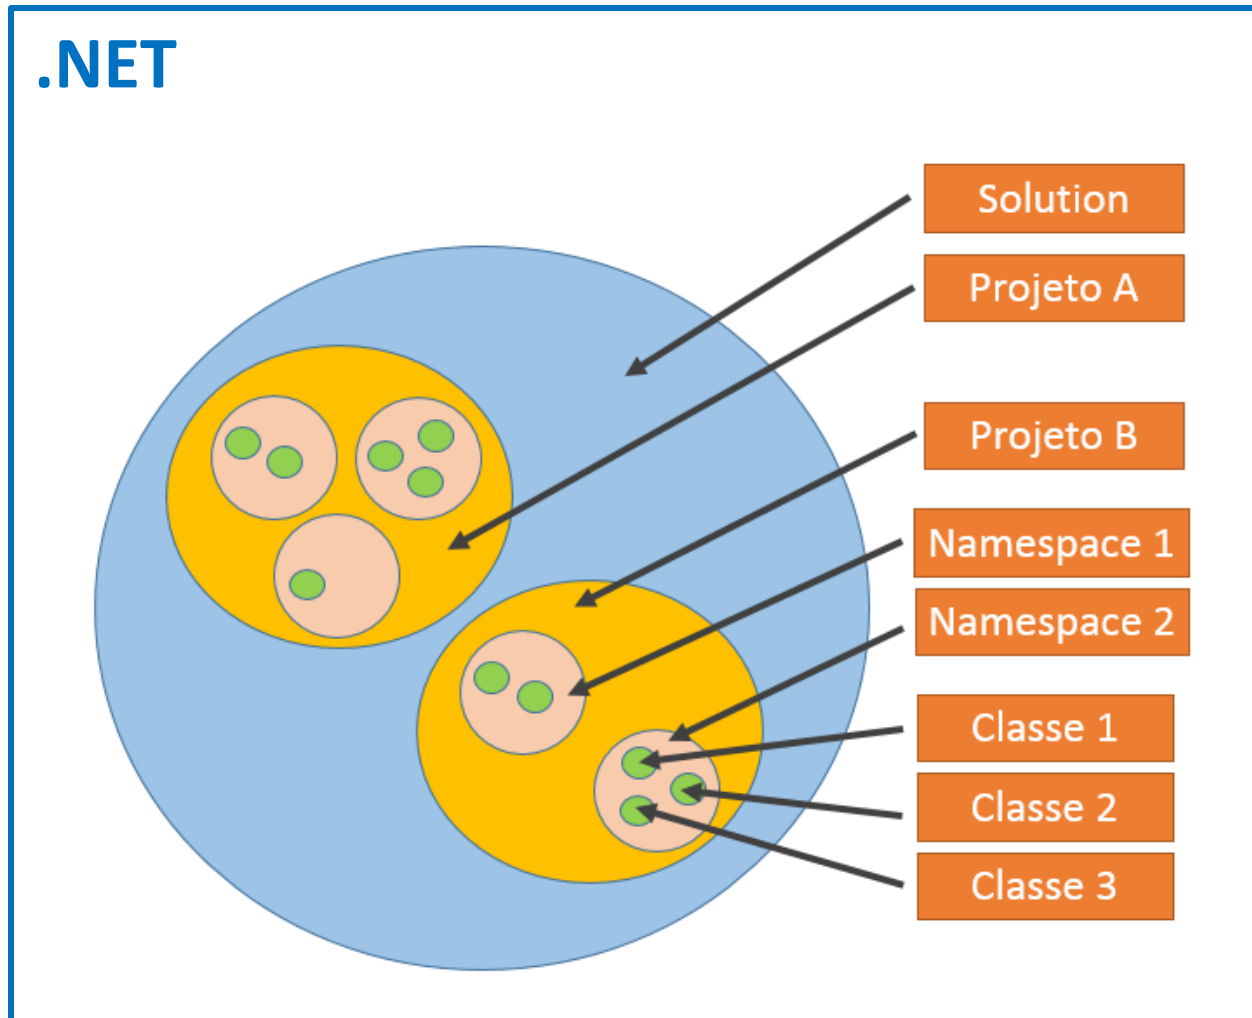 .NET
Solution
Projeto A
Projeto B
Namespace 1
Namespace 2
Classe 1
Classe 2
Classe 3